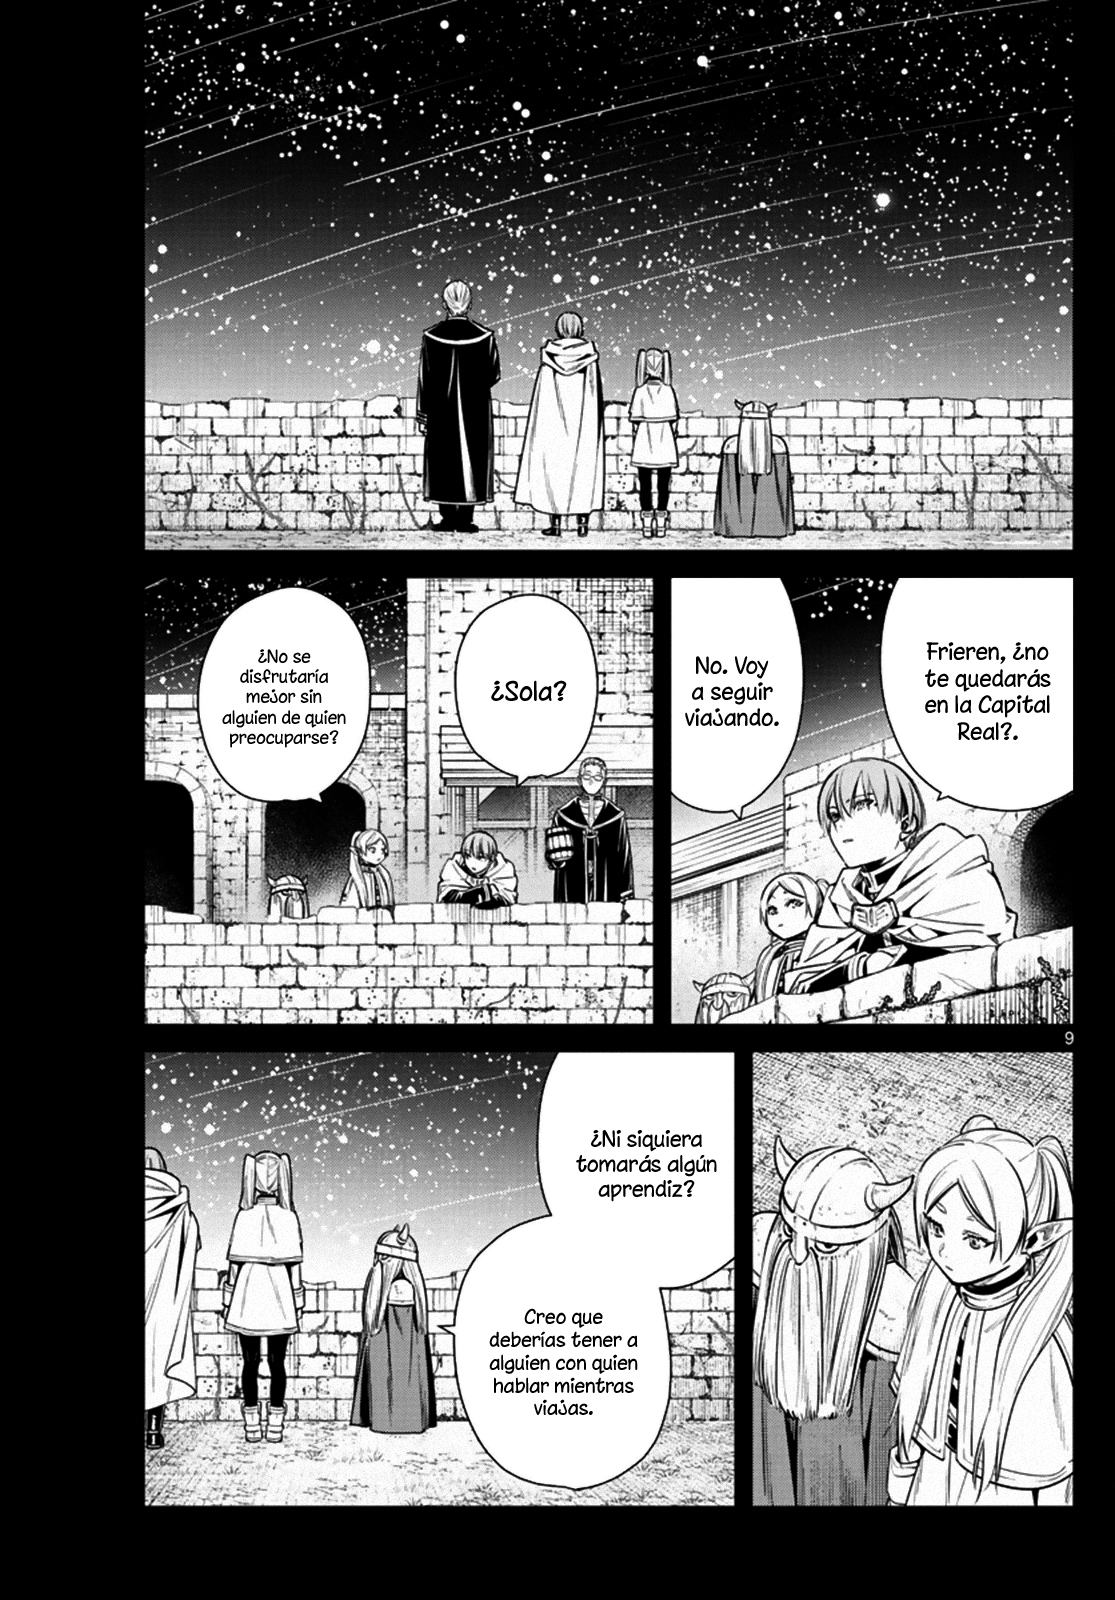 Frieren, ¿no
te quedarás
en la Capital
Real?.
No. Voy
a seguir
viajando.
¿Sola?
¿No se
disfrutaría
mejor sin
alguien de quien
preocuparse?
9
¿Ni siquiera
tomarás algún
aprendiz?
Creo que
deberías tener a
alguien con quien
hablar mientras
viajas.